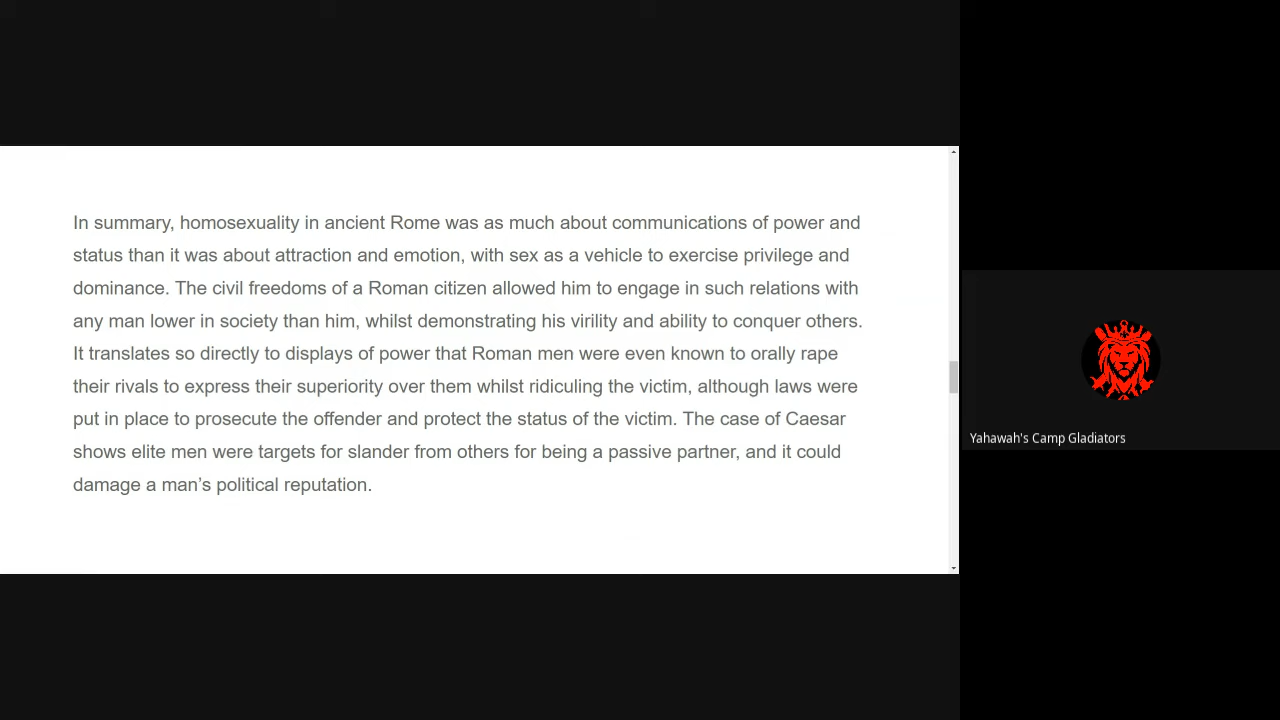 In summary, homosexuality in ancient Rome was as much about communications of power and
status than it was about attraction and emotion, with sex as a vehicle to exercise privilege and
dominance. The civil freedoms of a Roman citizen allowed him to engage in such relations with
any man lower in society than him, whilst demonstrating his virility and ability to conquer others.
It translates so directly to displays of power that Roman men were even known to orally rape
their rivals to express their superiority over them whilst ridiculing the victim, although laws were
put in place to prosecute the offender and protect the status of the victim. The case of Caesar
shows elite men were targets for slander from others for being a passive partner, and it could
damage a man’s political reputation.
Yahawah's Camp Gladiators